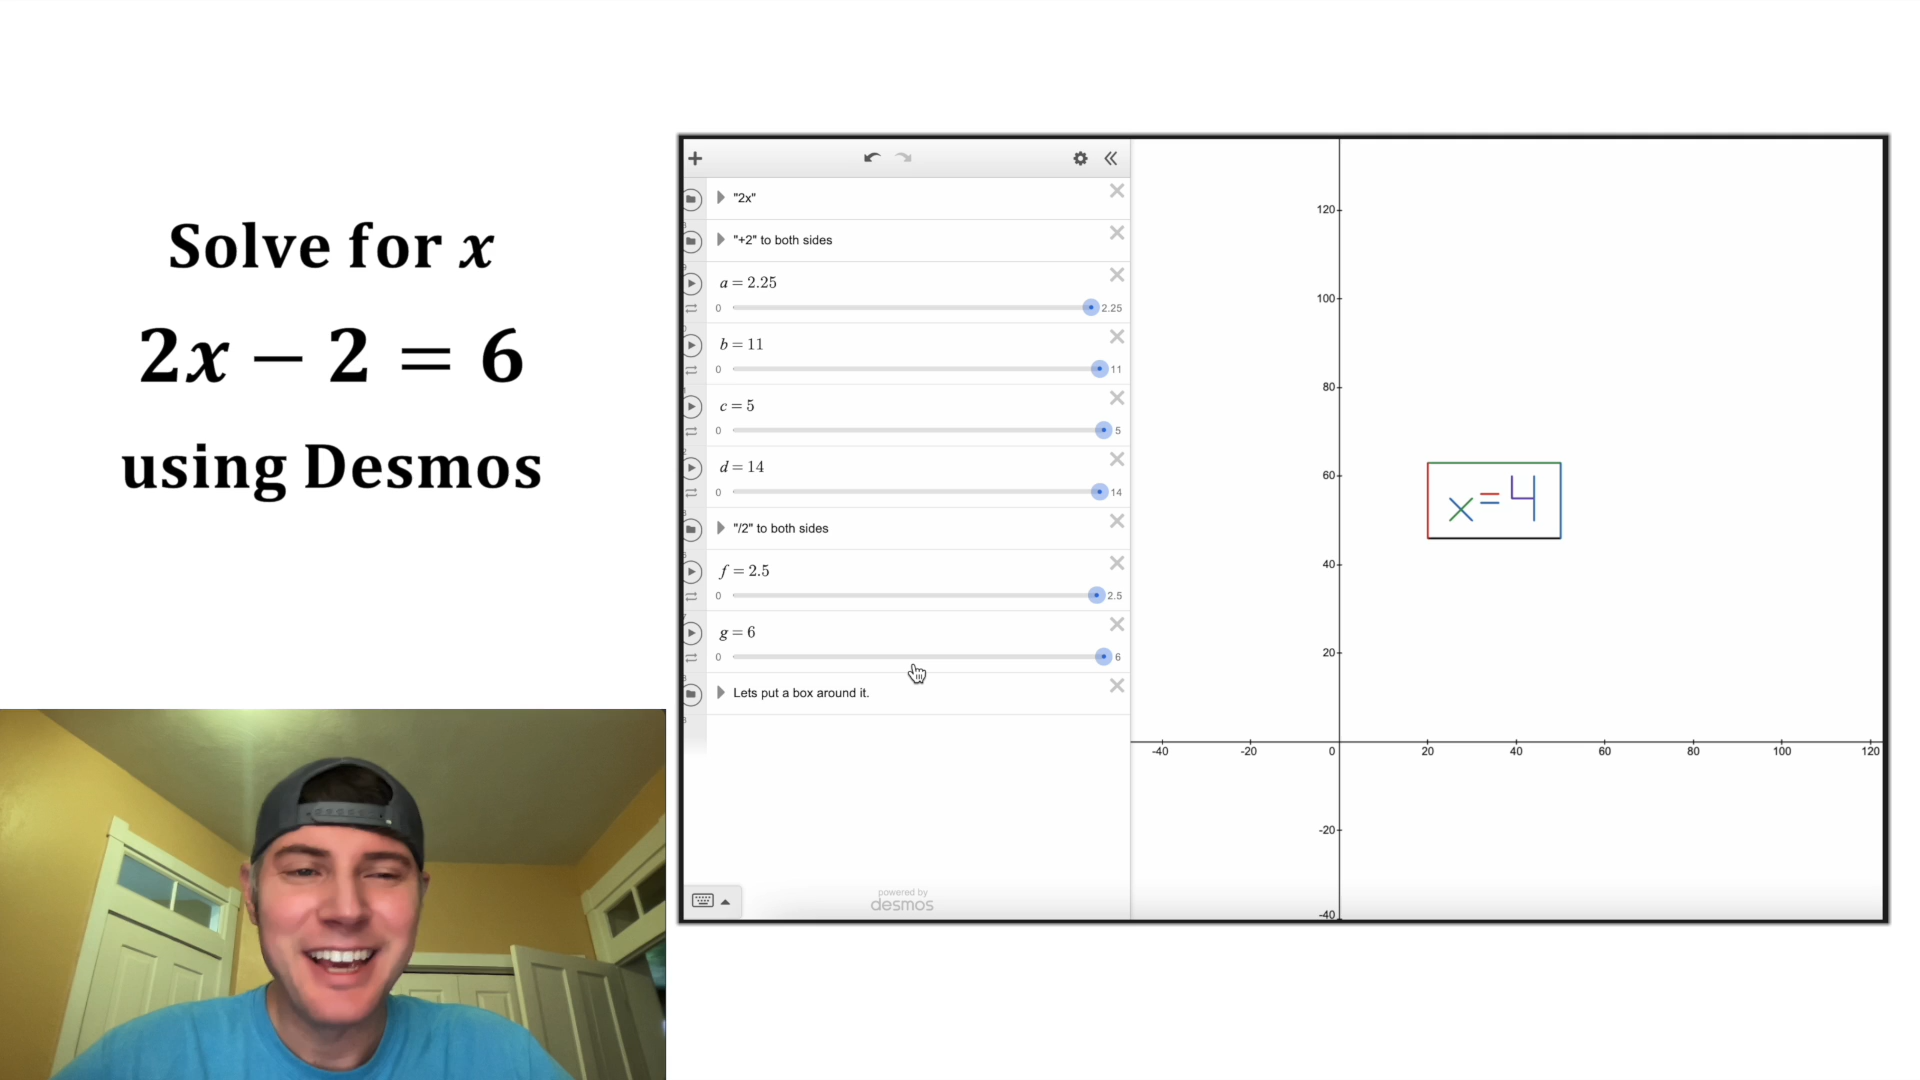 Solve for x
2x − 2 = 6
using Desmos
"2x"
"+2" to both sides
a = 2.25
0 2.25
b = 11
0 11
c = 5
0 5
d = 14
0 14
"/2" to both sides
f = 2.5
0 2.5
g = 6
0 6
Lets put a box around it.
powered by
desmos
120
100
80
60
x=4
40
20
-40 -20 0 20 40 60 80 100 120
-20
-40